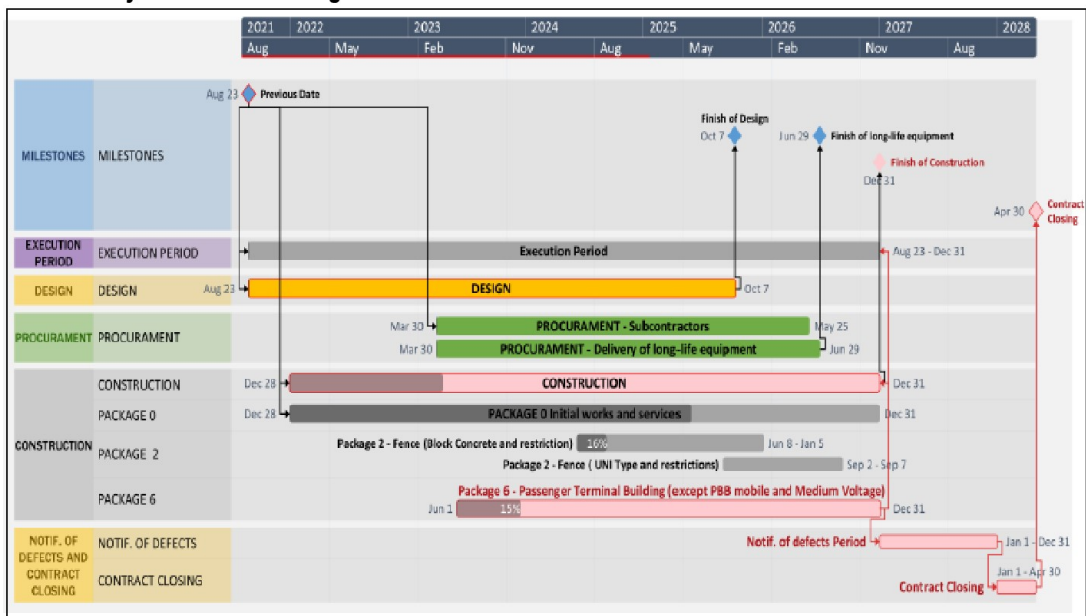 2021 2022 2023 2024 2025 2026 2027 2028
Aug May Feb Nov Aug May Feb Nov Aug
Aug 23 Previous Date
Finish of Design
Oct 7 Jun 29 Finish of long-life equipment
MILESTONES MILESTONES
Finish of Construction
Dec 31
Apr 30 Contract
Closing
EXECUTION
PERIOD
EXECUTION PERIOD Execution Period Aug 23 - Dec 31
DESIGN DESIGN Aug 23 DESIGN Oct 7
Mar 30 PROCURAMENT - Subcontractors May 25
PROCURAMENT PROCURAMENT
Mar 30 PROCURAMENT - Delivery of long-life equipment Jun 29
CONSTRUCTION Dec 28 CONSTRUCTION Dec 31
PACKAGE 0 Dec 28 PACKAGE 0 Initial works and services Dec 31
CONSTRUCTION
PACKAGE 2 Package 2 - Fence (Block Concrete and restriction) 16% Jun 8 - Jan 5
Package 2 - Fence ( UNI Type and restrictions) Sep 2 - Sep 7
Package 6 - Passenger Terminal Building (except PBB mobile and Medium Voltage)
PACKAGE 6 Jun 1 15% Dec 31
NOTIF. OF
DEFECTS AND
CONTRACT
CLOSING
NOTIF. OF DEFECTS Notif. of defects Period Jan 1 - Dec 31
Jan 1 - Apr 30
CONTRACT CLOSING Contract Closing